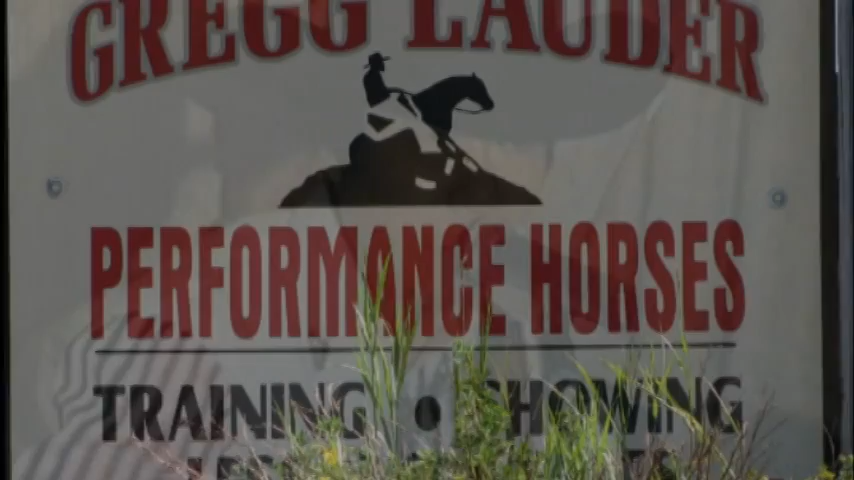 GREGG LAUDER
PERFORMANCE HORSES
TRAINING • SHOWING